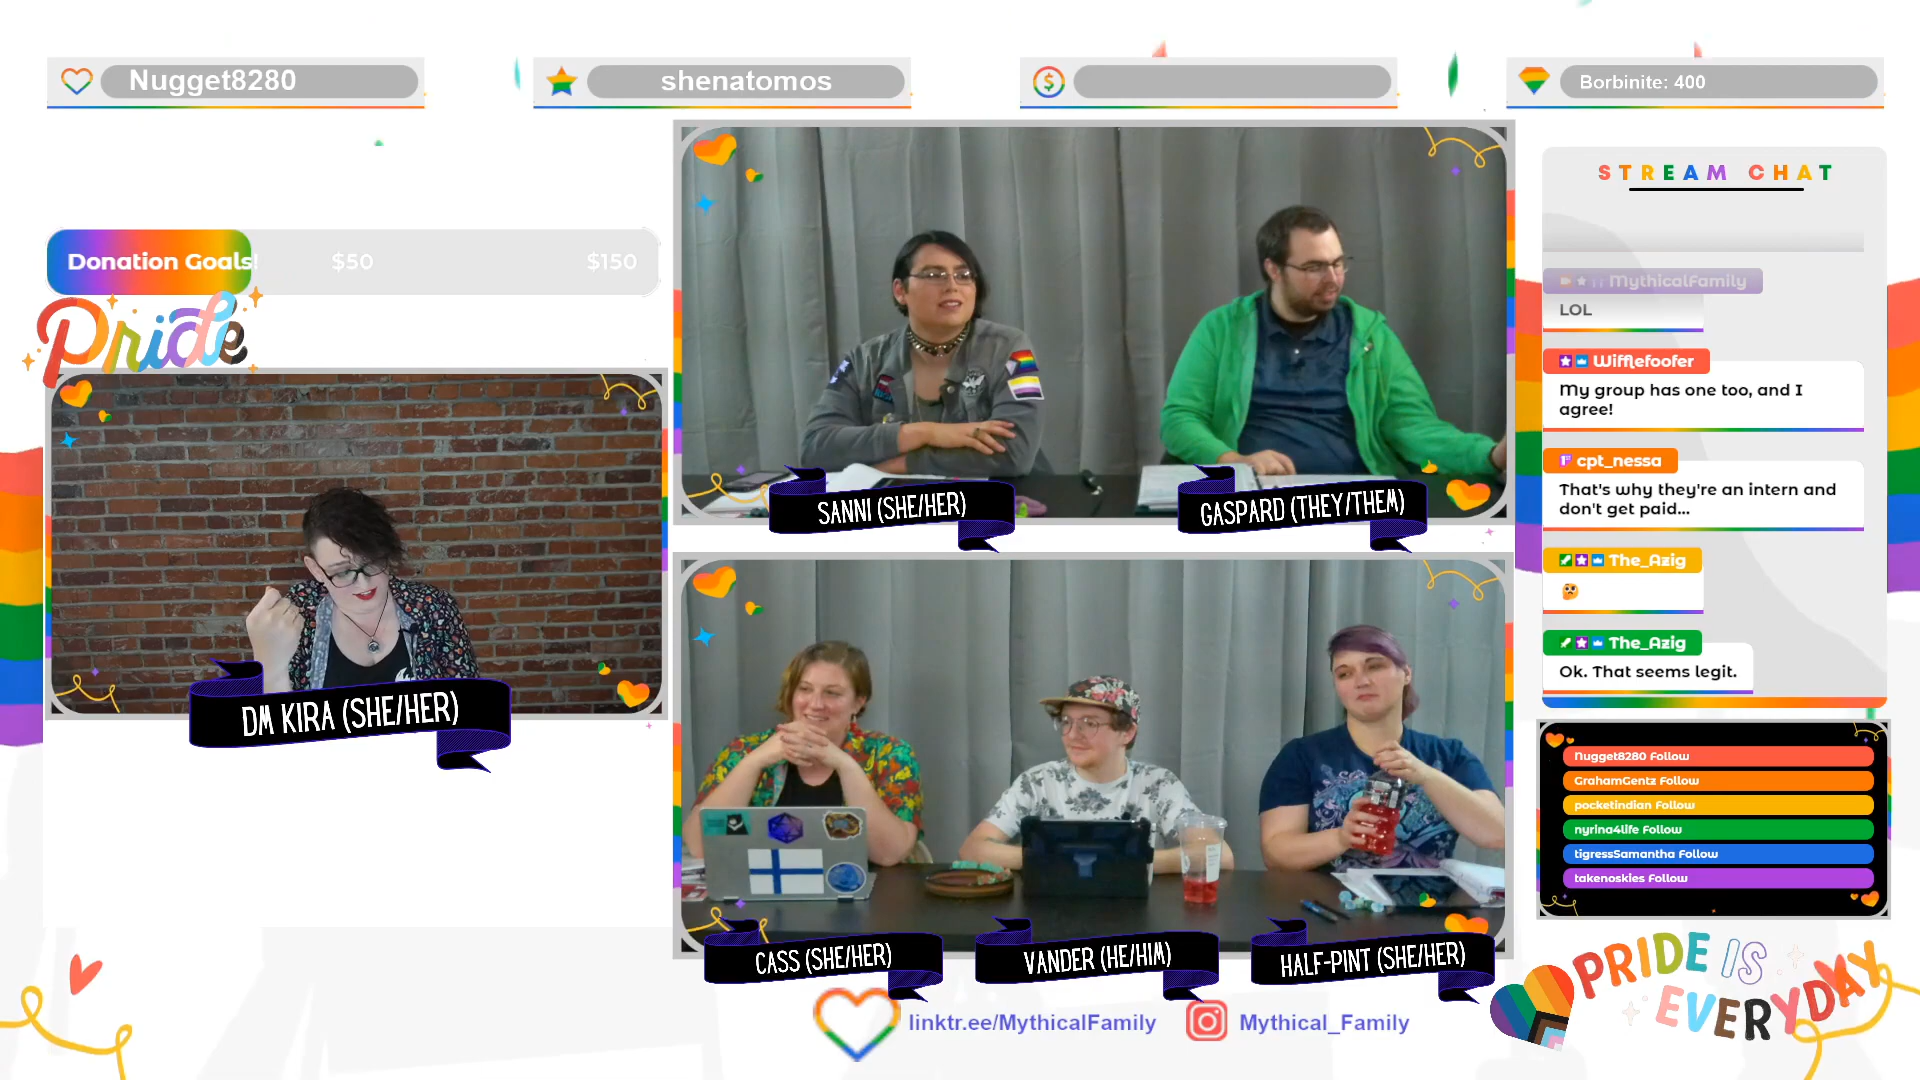 Nugget8280
shenatomos
Borbinite: 400
Donation Goals!
$50
$150
Pride
DM KIRA (SHE/HER)
SANNI (SHE/HER)
GASPARD (THEY/THEM)
CASS (SHE/HER)
VANDER (HE/HIM)
HALF-PINT (SHE/HER)
STREAM CHAT
MythicalFamily
LOL
Wifflefoofer
My group has one too, and I
agree!
cpt_nessa
That's why they're an intern and
don't get paid...
The_Azig
The_Azig
Ok. That seems legit.
Nugget8280 Follow
GrahamGentz Follow
pocketindian Follow
nyrina4life Follow
tigressSamantha Follow
takenoskies Follow
linktr.ee/MythicalFamily
Mythical_Family
PRIDE IS
EVERYDAY